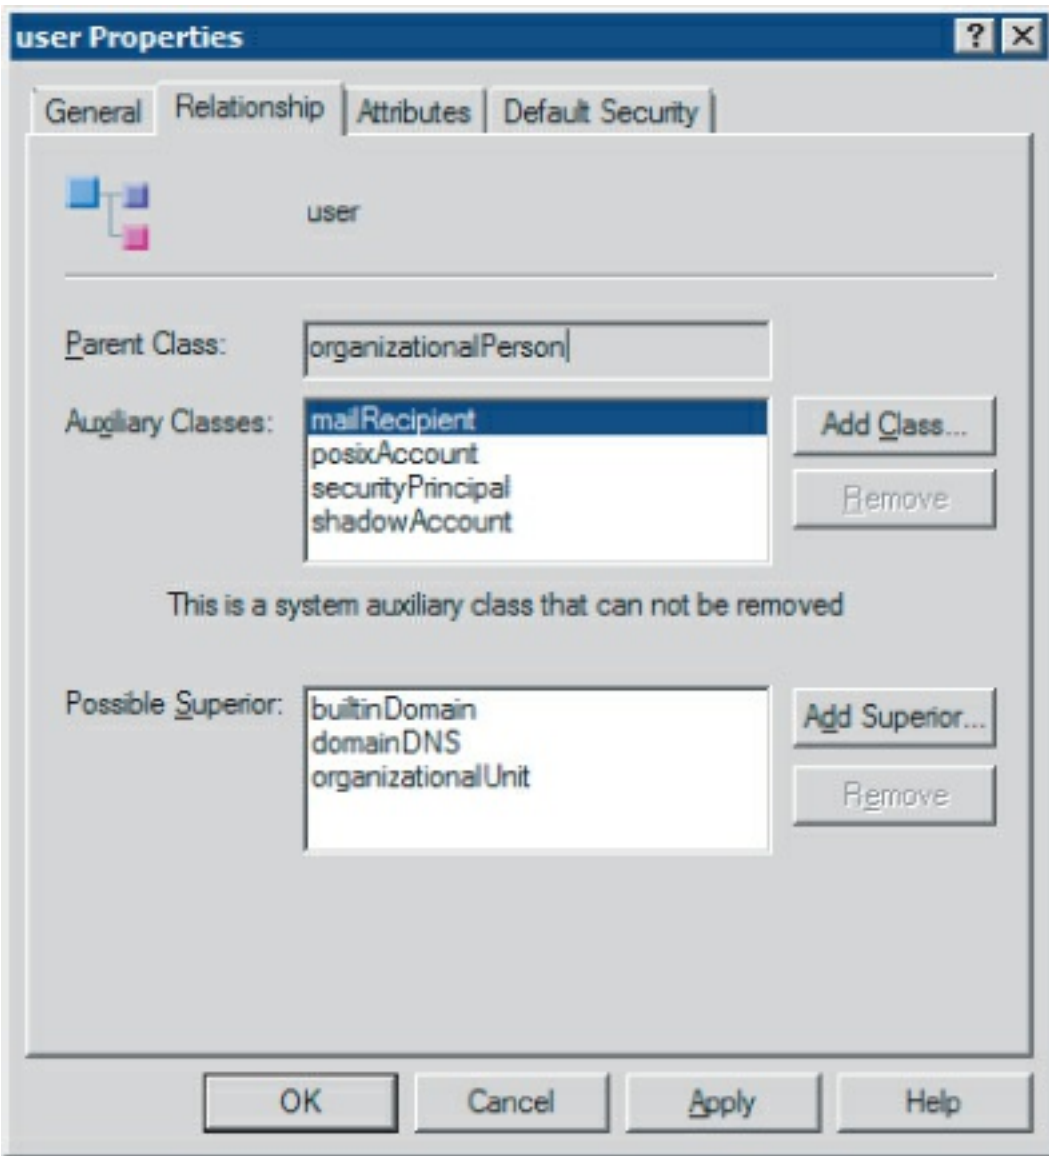 user Properties
General Relationship Attributes Default Security
user
Parent Class: organizationalPerson
Auxiliary Classes: mailRecipient Add Class...
posixAccount
securityPrincipal Remove
shadowAccount
This is a system auxiliary class that can not be removed
Possible Superior: builtinDomain Add Superior...
domainDNS
organizationalUnit Remove
OK Cancel Apply Help